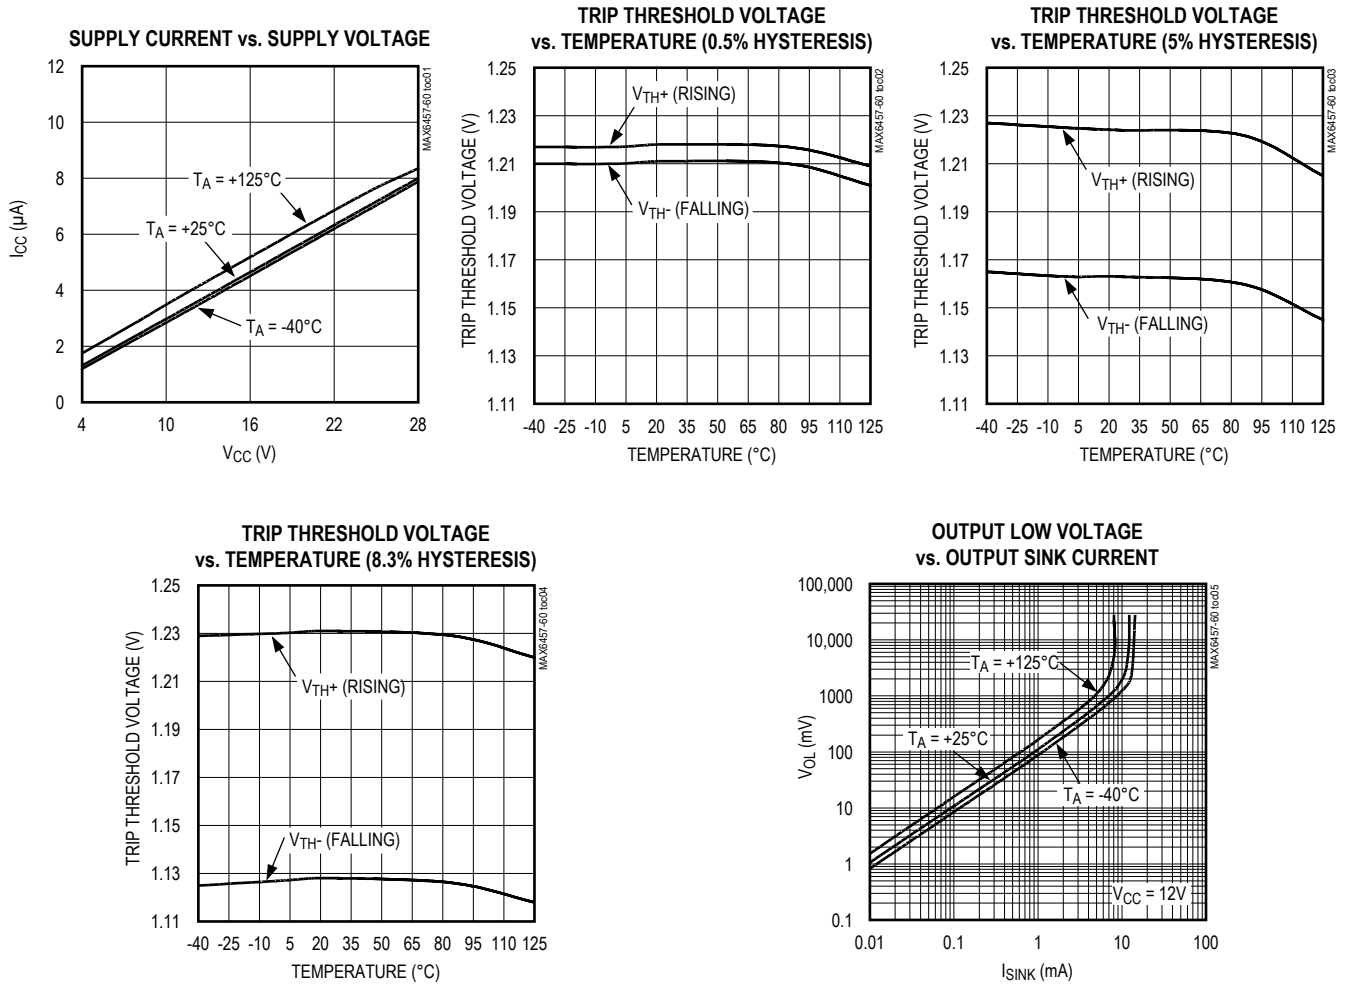 SUPPLY CURRENT vs. SUPPLY VOLTAGE
12
10
8
6
4
2
0
ICC (µA)
TA = +125°C
TA = +25°C
TA = -40°C
MAX6457-60 toc01
4 10 16 22 28
VCC (V)
TRIP THRESHOLD VOLTAGE
vs. TEMPERATURE (0.5% HYSTERESIS)
1.25
1.23
1.21
1.19
1.17
1.15
1.13
1.11
TRIP THRESHOLD VOLTAGE (V)
VTH+ (RISING)
VTH- (FALLING)
MAX6457-60 toc02
-40 -25 -10 5 20 35 50 65 80 95 110 125
TEMPERATURE (°C)
TRIP THRESHOLD VOLTAGE
vs. TEMPERATURE (5% HYSTERESIS)
1.25
1.23
1.21
1.19
1.17
1.15
1.13
1.11
TRIP THRESHOLD VOLTAGE (V)
VTH+ (RISING)
VTH- (FALLING)
MAX6457-60 toc03
-40 -25 -10 5 20 35 50 65 80 95 110 125
TEMPERATURE (°C)
TRIP THRESHOLD VOLTAGE
vs. TEMPERATURE (8.3% HYSTERESIS)
1.25
1.23
1.21
1.19
1.17
1.15
1.13
1.11
TRIP THRESHOLD VOLTAGE (V)
VTH+ (RISING)
VTH- (FALLING)
MAX6457-60 toc04
-40 -25 -10 5 20 35 50 65 80 95 110 125
TEMPERATURE (°C)
OUTPUT LOW VOLTAGE
vs. OUTPUT SINK CURRENT
100,000
10,000
1000
100
10
1
0.1
VOL (mV)
TA = +125°C
TA = +25°C
TA = -40°C
VCC = 12V
MAX6457-60 toc05
0.01 0.1 1 10 100
ISINK (mA)